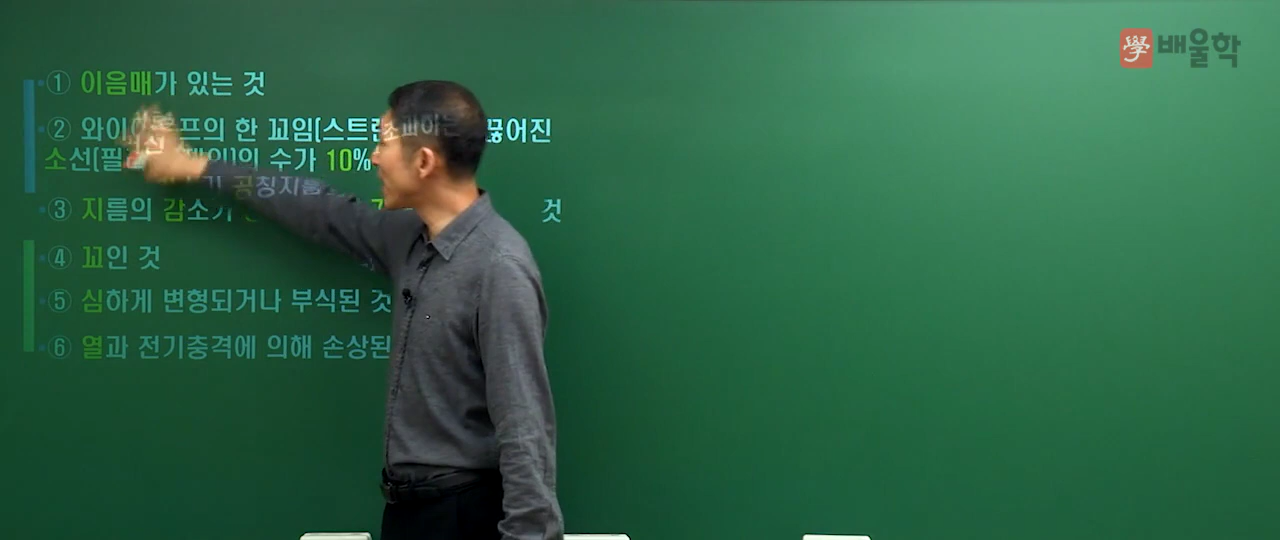 學 배울학
① 이음매가 있는 것
② 와이어로프의 한 꼬임[스트랜 끊어진
소선[필 의 수가 10%
③ 지름의 감소가 공칭지름 것
④ 꼬인 것
⑤ 심하게 변형되거나 부식된 것
⑥ 열과 전기충격에 의해 손상된